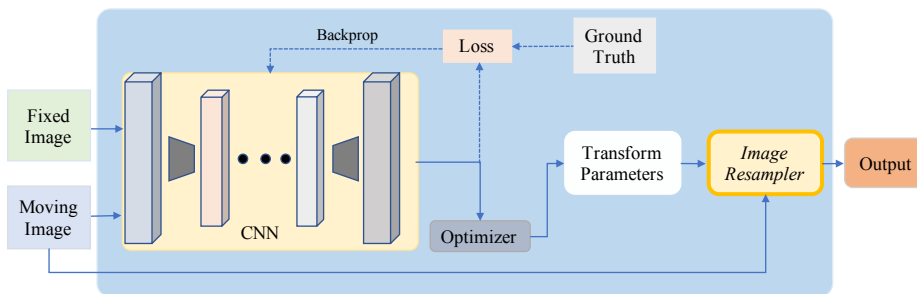 Backprop
Loss
Ground
Truth
Fixed
Image
Moving
Image
CNN
Optimizer
Transform
Parameters
Image
Resampler
Output